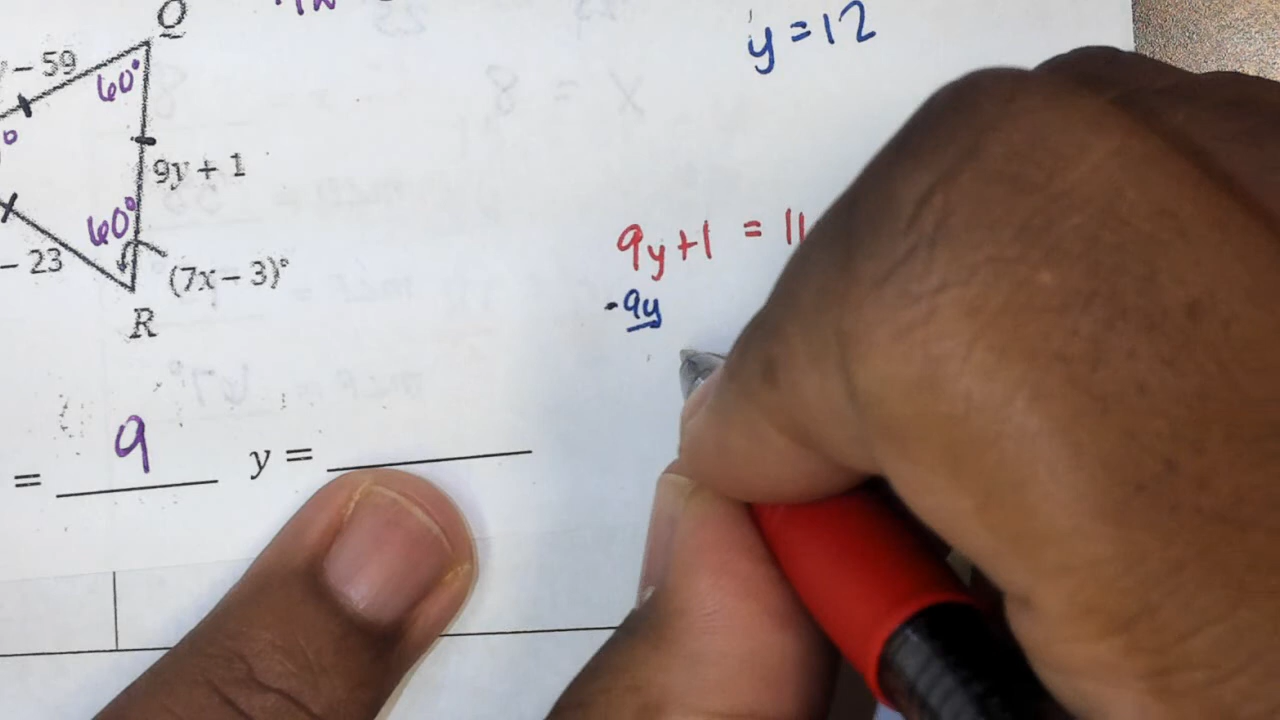 Q
- 59
60°
y = 12
9y + 1
60°
9y+1 = 11
- 23
(7x – 3)°
-9y
R
= 9 y =